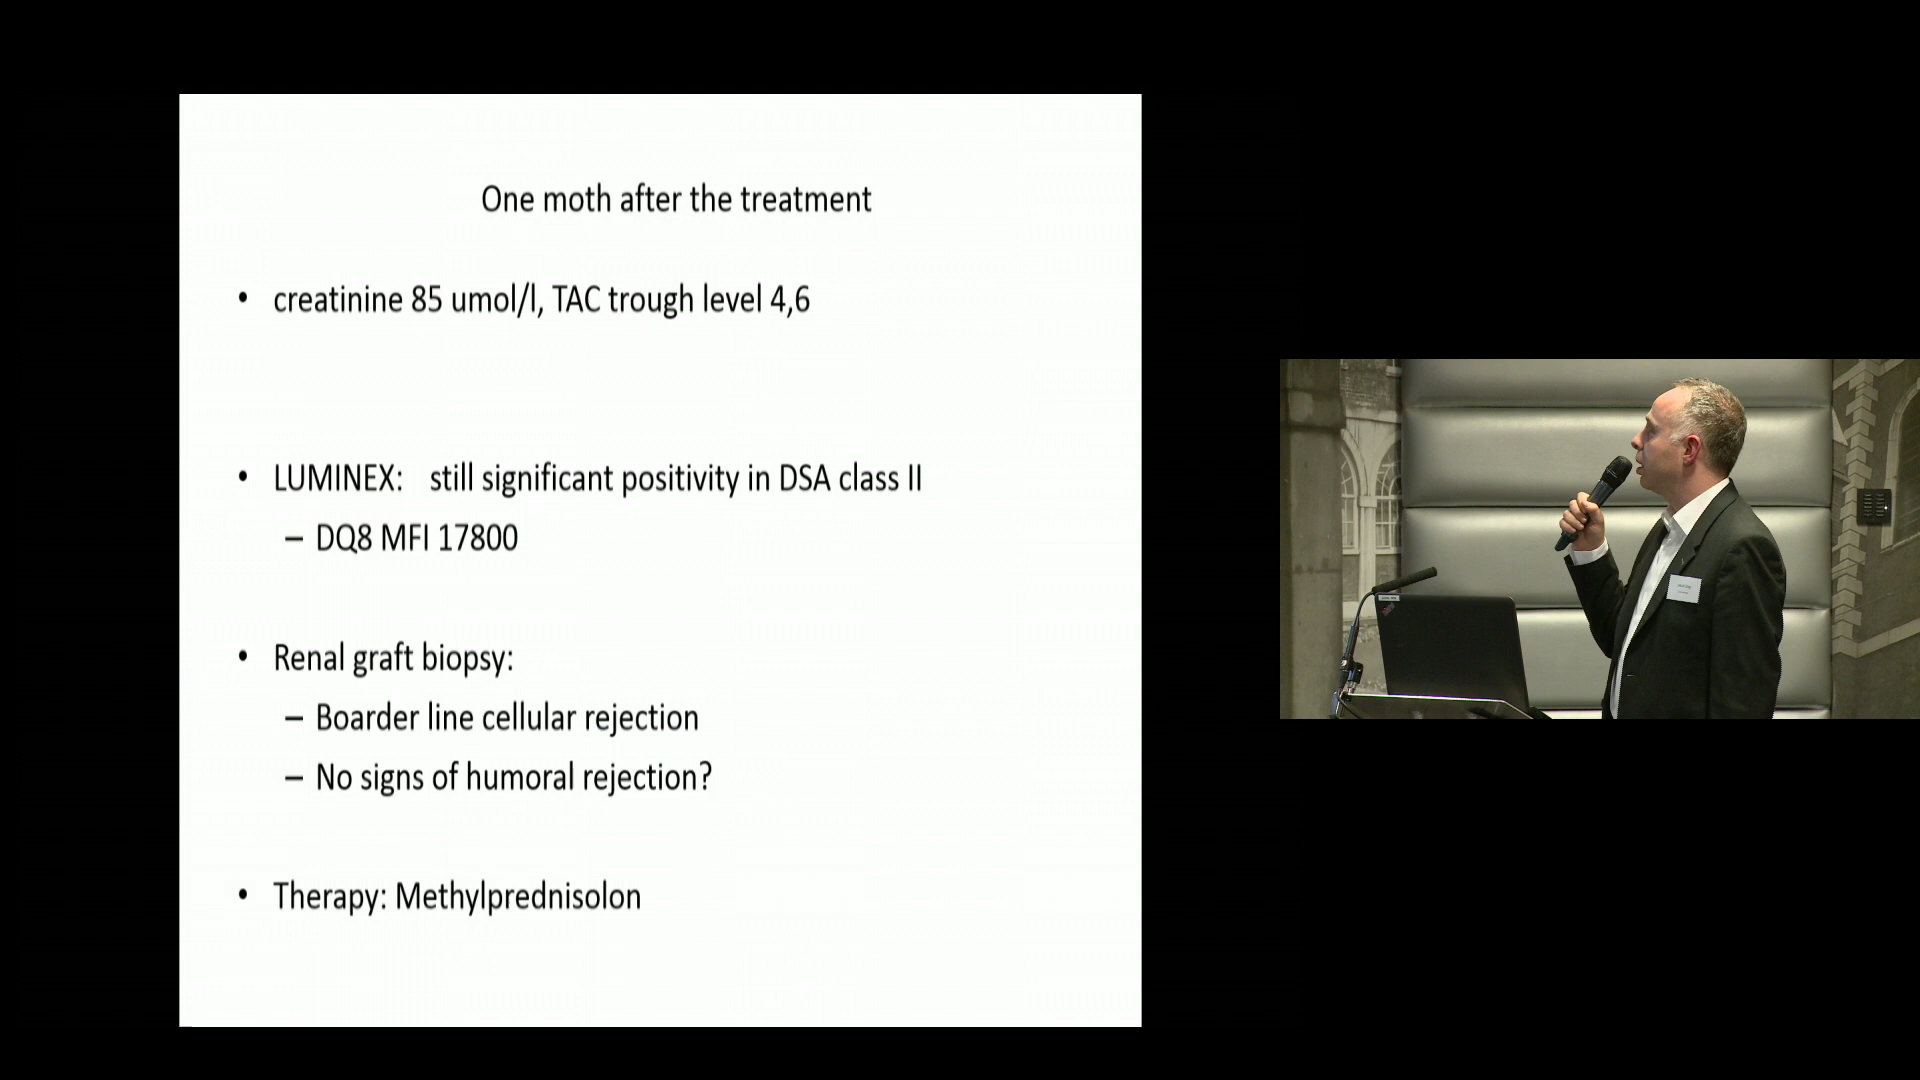 One moth after the treatment
• creatinine 85 umol/l, TAC trough level 4,6
• LUMINEX: still significant positivity in DSA class II
– DQ8 MFI 17800
• Renal graft biopsy:
– Boarder line cellular rejection
– No signs of humoral rejection?
• Therapy: Methylprednisolon